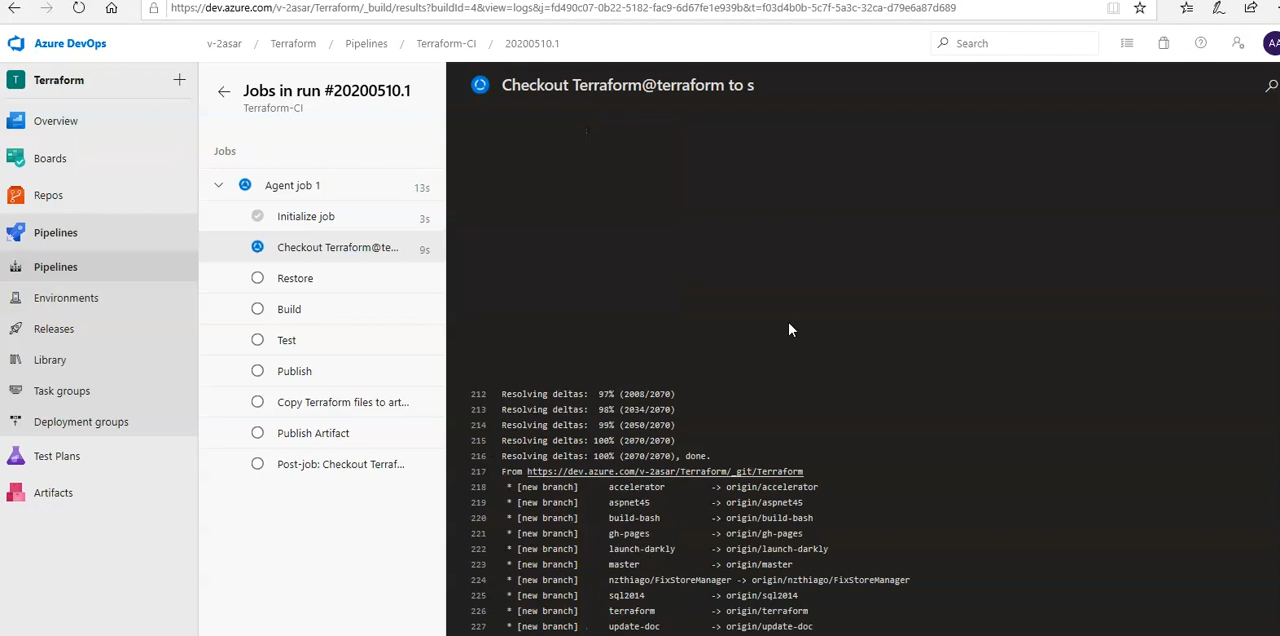 https://dev.azure.com/v-2asar/Terraform/_build/results?buildId=4&view=logs&j=fd490c07-0b22-5182-fac9-6d67fe1e939b&t=f03d4b0b-5c7f-5a3c-32ca-d79e6a87d689
Azure DevOps
v-2asar / Terraform / Pipelines / Terraform-CI / 20200510.1
Search
AA
T Terraform
Overview
Boards
Repos
Pipelines
Pipelines
Environments
Releases
Library
Task groups
Deployment groups
Test Plans
Artifacts
Jobs in run #20200510.1
Terraform-CI
Jobs
Agent job 1 13s
Initialize job 3s
Checkout Terraform@te... 9s
Restore
Build
Test
Publish
Copy Terraform files to art...
Publish Artifact
Post-job: Checkout Terraf...
Checkout Terraform@terraform to s
212 Resolving deltas: 97% (2008/2070)
213 Resolving deltas: 98% (2034/2070)
214 Resolving deltas: 99% (2050/2070)
215 Resolving deltas: 100% (2070/2070)
216 Resolving deltas: 100% (2070/2070), done.
217 From https://dev.azure.com/v-2asar/Terraform/_git/Terraform
218 * [new branch] accelerator -> origin/accelerator
219 * [new branch] aspnet45 -> origin/aspnet45
220 * [new branch] build-bash -> origin/build-bash
221 * [new branch] gh-pages -> origin/gh-pages
222 * [new branch] launch-darkly -> origin/launch-darkly
223 * [new branch] master -> origin/master
224 * [new branch] nzthiago/FixStoreManager -> origin/nzthiago/FixStoreManager
225 * [new branch] sql2014 -> origin/sql2014
226 * [new branch] terraform -> origin/terraform
227 * [new branch] update-doc -> origin/update-doc